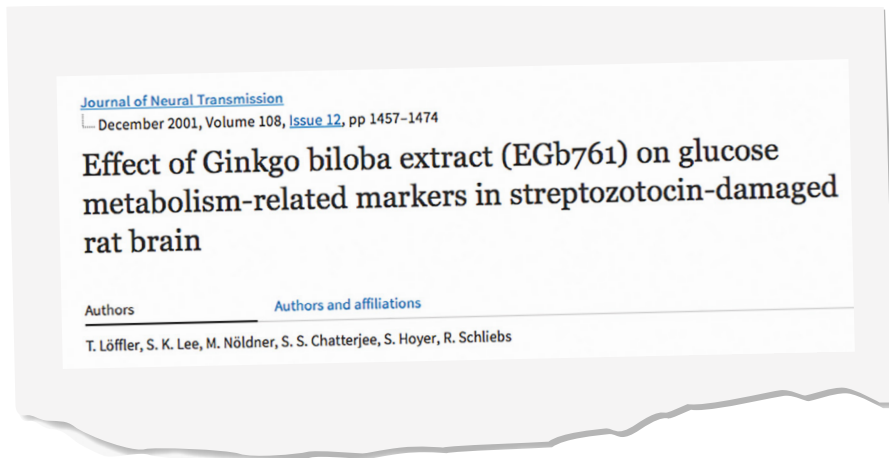 Journal of Neural Transmission
December 2001, Volume 108, Issue 12, pp 1457–1474
Effect of Ginkgo biloba extract (EGb761) on glucose
metabolism-related markers in streptozotocin-damaged
rat brain
Authors Authors and affiliations
T. Löffler, S. K. Lee, M. Nöldner, S. S. Chatterjee, S. Hoyer, R. Schliebs